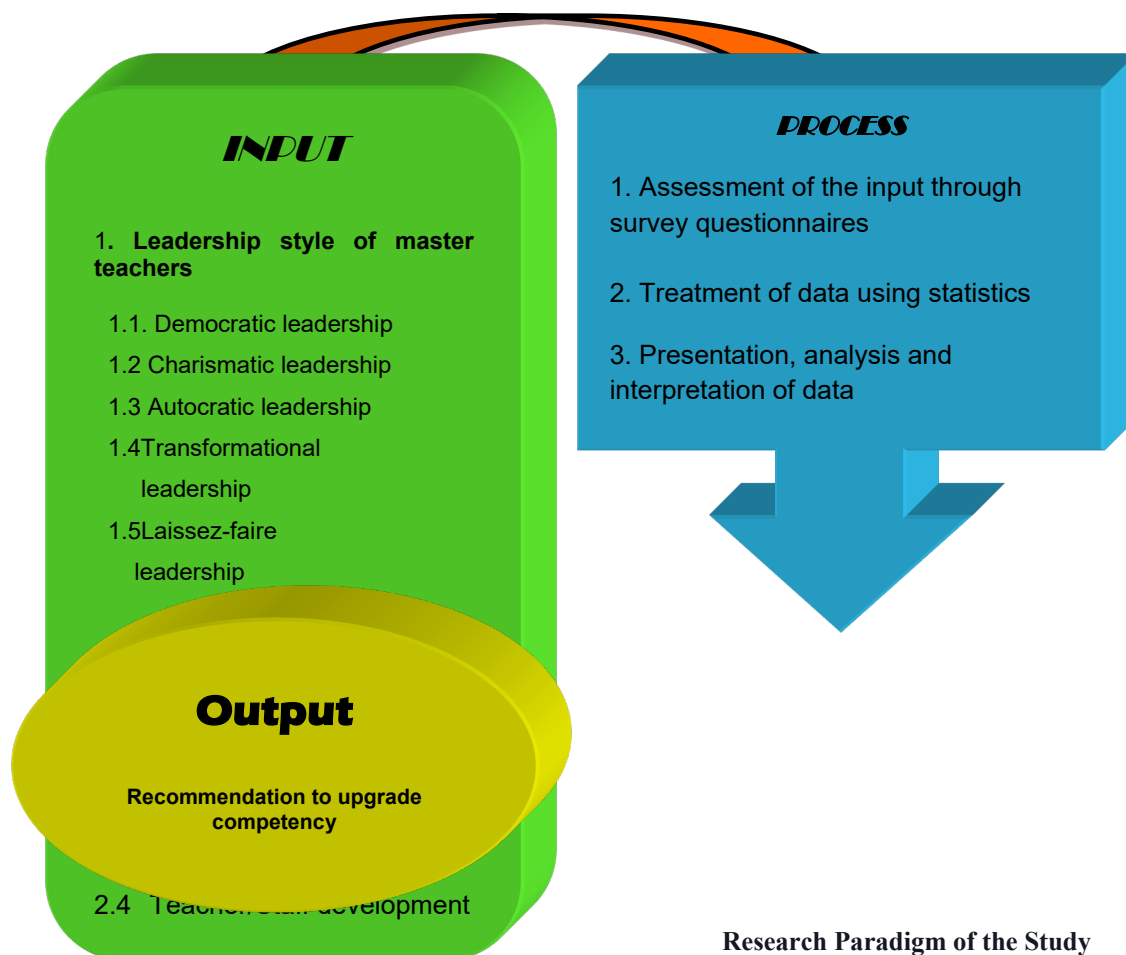 INPUT
1. Leadership style of master
teachers
1.1. Democratic leadership
1.2 Charismatic leadership
1.3 Autocratic leadership
1.4Transformational
leadership
1.5Laissez-faire
leadership
Output
Recommendation to upgrade
competency
2.4 Teacher/Staff development
PROCESS
1. Assessment of the input through
survey questionnaires
2. Treatment of data using statistics
3. Presentation, analysis and
interpretation of data
Research Paradigm of the Study